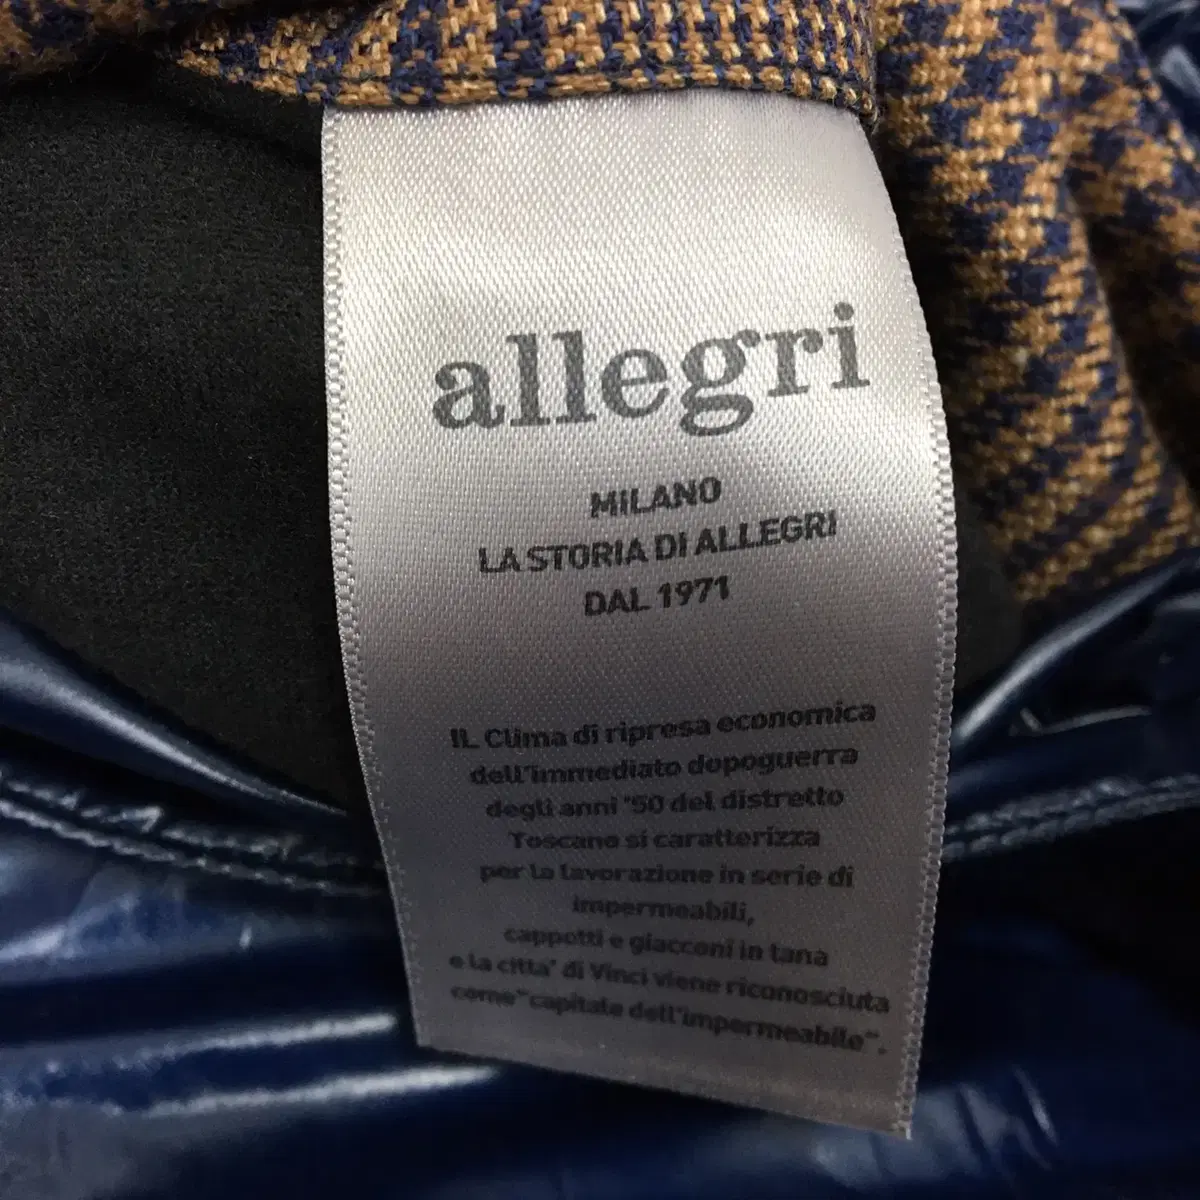 allegri
MILANO
LA STORIA DI ALLEGRI
DAL 1971
IL Clima di ripresa economica
dell'immediato dopoguerra
degli anni '50 del distretto
Toscano si caratterizza
per la lavorazione in serie di
impermeabili,
cappotti e giacconi in tana
e la citta' di Vinci viene riconosciuta
come "capitale dell'impermeabile".